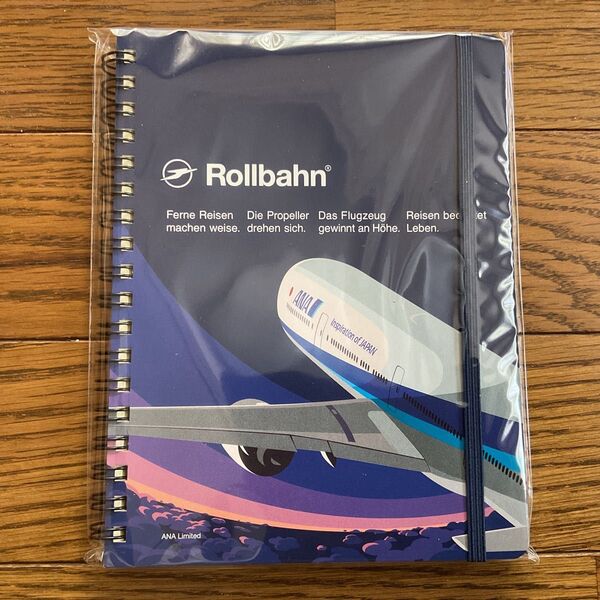 Rollbahn®
Ferne Reisen
machen weise.
Die Propeller
drehen sich.
Das Flugzeug
gewinnt an Höhe.
Reisen bedeutet
Leben.
ANA
Inspiration of JAPAN
ANA Limited